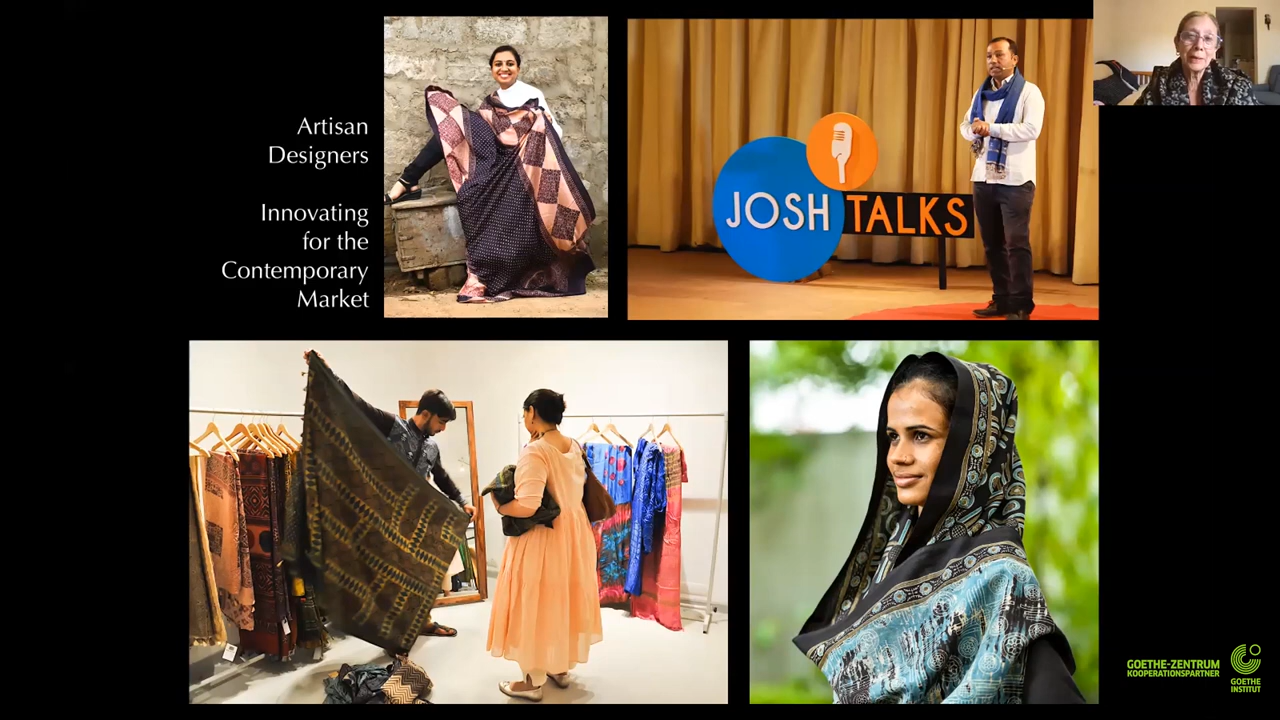 Artisan
Designers
Innovating
for the
Contemporary
Market
JOSH TALKS
GOETHE-ZENTRUM
KOOPERATIONSPARTNER
GOETHE
INSTITUT